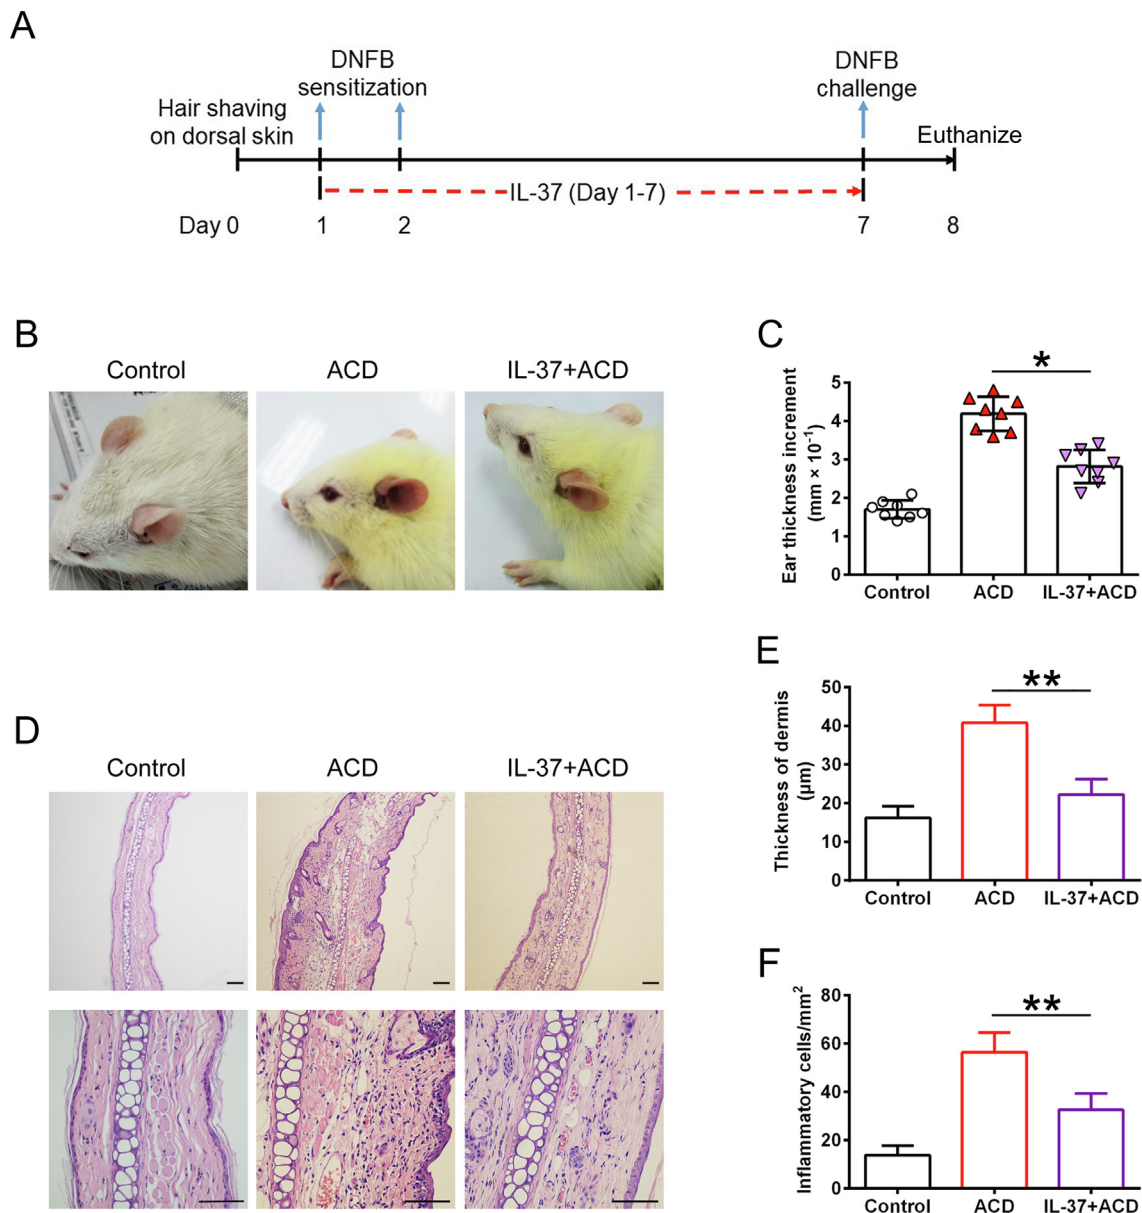 A
DNFB
sensitization
DNFB
challenge
Hair shaving
on dorsal skin
Euthanize
IL-37 (Day 1-7)
Day 0
1
2
7
8
B
Control
ACD
IL-37+ACD
C
*
Ear thickness increment
(mm × 10⁻¹)
5
4
3
2
1
0
Control
ACD
IL-37+ACD
D
Control
ACD
IL-37+ACD
E
**
Thickness of dermis
(μm)
50
40
30
20
10
0
Control
ACD
IL-37+ACD
F
**
Inflammatory cells/mm²
80
60
40
20
0
Control
ACD
IL-37+ACD